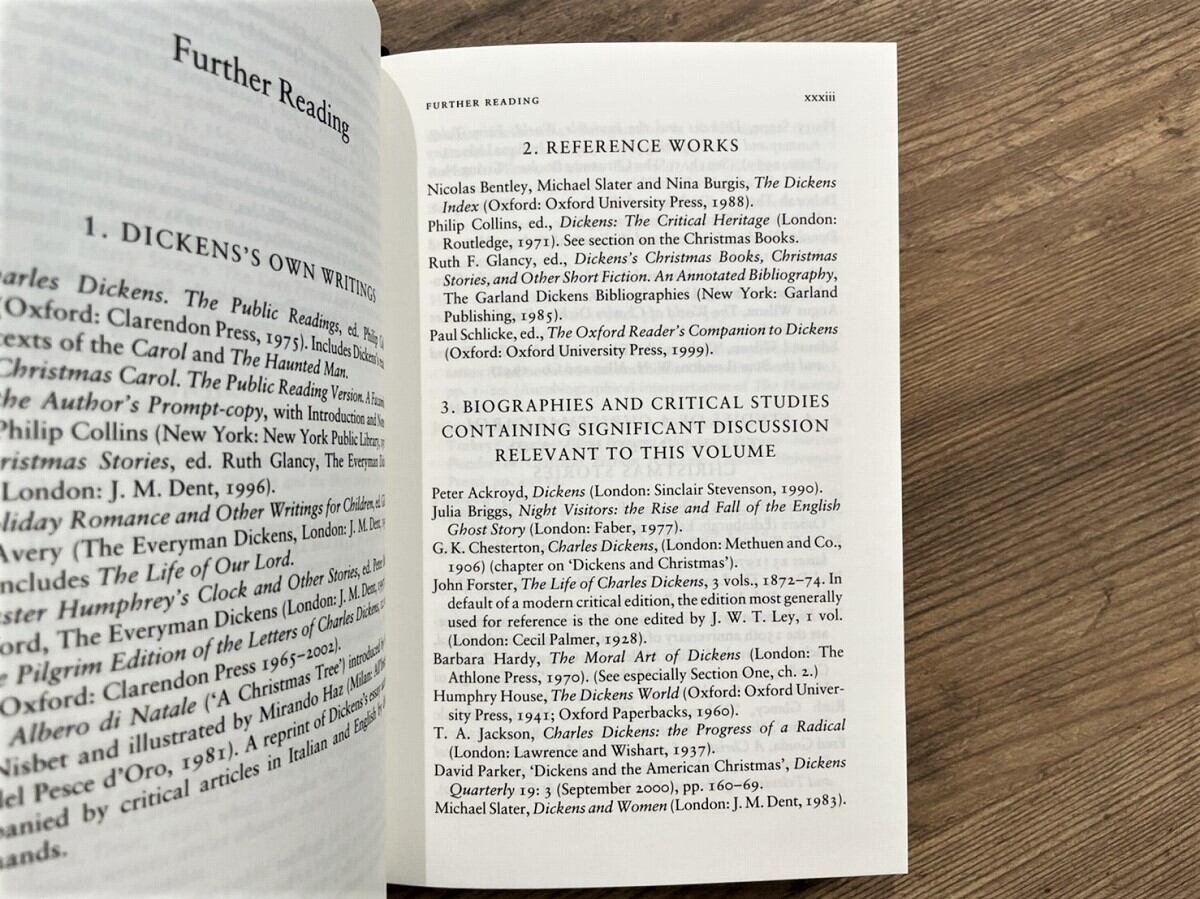 Further Reading
1. DICKENS'S OWN WRITINGS
arles Dickens. The Public Readings, ed. Philip
(Oxford: Clarendon Press, 1975). Includes Dickens's
texts of the Carol and The Haunted Man.
Christmas Carol. The Public Reading Version. A
the Author's Prompt-copy, with Introduction and
Philip Collins (New York: New York Public Library,
ristmas Stories, ed. Ruth Glancy, The Everyman
London: J. M. Dent, 1996).
liday Romance and Other Writings for Children, ed.
Avery (The Everyman Dickens, London: J. M. Dent,
ncludes The Life of Our Lord.
ster Humphrey's Clock and Other Stories, ed. Peter
ord, The Everyman Dickens (London: J. M. Dent,
e Pilgrim Edition of the Letters of Charles Dickens,
Oxford: Clarendon Press 1965–2002).
Albero di Natale ('A Christmas Tree') introduced
Nisbet and illustrated by Mirando Haz (Milan:
del Pesce d'Oro, 1981). A reprint of Dickens's essay
panied by critical articles in Italian and English by
hands.
FURTHER READING
xxxiii
2. REFERENCE WORKS
Nicolas Bentley, Michael Slater and Nina Burgis, The Dickens
Index (Oxford: Oxford University Press, 1988).
Philip Collins, ed., Dickens: The Critical Heritage (London:
Routledge, 1971). See section on the Christmas Books.
Ruth F. Glancy, ed., Dickens's Christmas Books, Christmas
Stories, and Other Short Fiction. An Annotated Bibliography,
The Garland Dickens Bibliographies (New York: Garland
Publishing, 1985).
Paul Schlicke, ed., The Oxford Reader's Companion to Dickens
(Oxford: Oxford University Press, 1999).
3. BIOGRAPHIES AND CRITICAL STUDIES
CONTAINING SIGNIFICANT DISCUSSION
RELEVANT TO THIS VOLUME
Peter Ackroyd, Dickens (London: Sinclair Stevenson, 1990).
Julia Briggs, Night Visitors: the Rise and Fall of the English
Ghost Story (London: Faber, 1977).
G. K. Chesterton, Charles Dickens, (London: Methuen and Co.,
1906) (chapter on 'Dickens and Christmas').
John Forster, The Life of Charles Dickens, 3 vols., 1872–74. In
default of a modern critical edition, the edition most generally
used for reference is the one edited by J. W. T. Ley, 1 vol.
(London: Cecil Palmer, 1928).
Barbara Hardy, The Moral Art of Dickens (London: The
Athlone Press, 1970). (See especially Section One, ch. 2.)
Humphry House, The Dickens World (Oxford: Oxford Univer-
sity Press, 1941; Oxford Paperbacks, 1960).
T. A. Jackson, Charles Dickens: the Progress of a Radical
(London: Lawrence and Wishart, 1937).
David Parker, 'Dickens and the American Christmas', Dickens
Quarterly 19: 3 (September 2000), pp. 160–69.
Michael Slater, Dickens and Women (London: J. M. Dent, 1983).